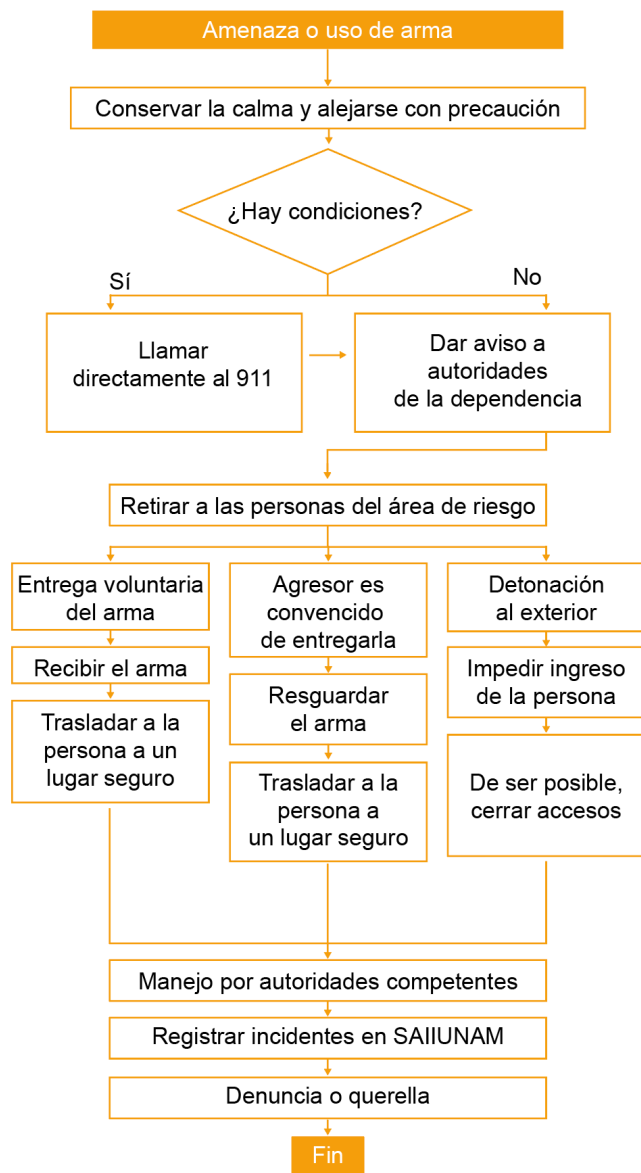 Amenaza o uso de arma
Conservar la calma y alejarse con precaución
¿Hay condiciones?
Sí
No
Llamar
directamente al 911
Dar aviso a
autoridades
de la dependencia
Retirar a las personas del área de riesgo
Entrega voluntaria
del arma
Recibir el arma
Trasladar a la
persona a un
lugar seguro
Agresor es
convencido
de entregarla
Resguardar
el arma
Trasladar a la
persona a
un lugar seguro
Detonación
al exterior
Impedir ingreso
de la persona
De ser posible,
cerrar accesos
Manejo por autoridades competentes
Registrar incidentes en SAIIUNAM
Denuncia o querella
Fin